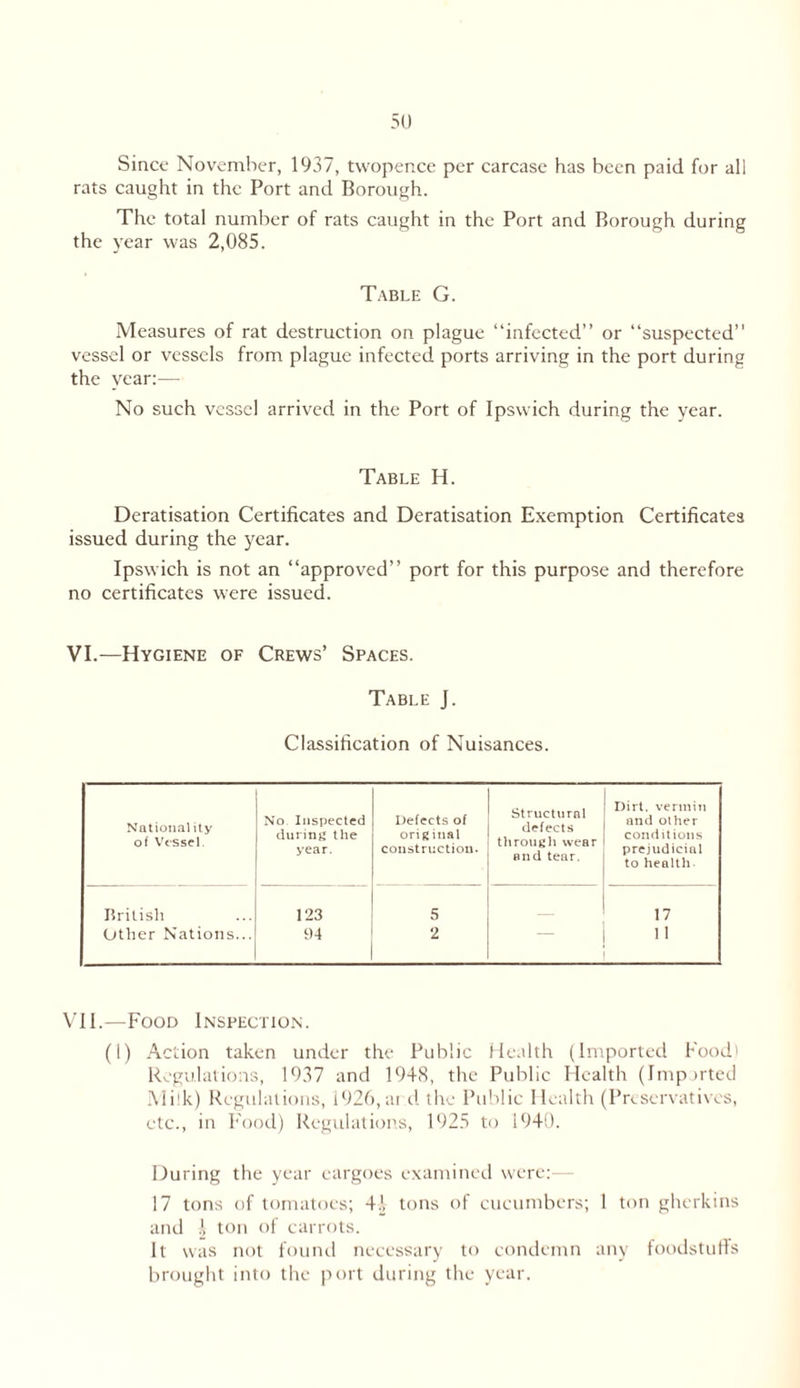 50
Since November, 1937, twopence per carcase has been paid for all
rats caught in the Port and Borough.
The total number of rats caught in the Port and Borough during
the year was 2,085.
Table G.
Measures of rat destruction on plague “infected” or “suspected”
vessel or vessels from plague infected ports arriving in the port during
the year:—
No such vessel arrived in the Port of Ipswich during the year.
Table H.
Deratisation Certificates and Deratisation Exemption Certificates
issued during the year.
Ipswich is not an “approved” port for this purpose and therefore
no certificates were issued.
VI.—Hygiene of Crews’ Spaces.
Table J.
Classification of Nuisances.
Nationality of Vessel. | No. Inspected during the year. | Defects of original construction. | Structural defects through wear and tear. | Dirt, vermin and other conditions prejudicial to health.
British ... 123 5 — 17
Other Nations... 94 2 — 11
VII.—Food Inspection.
(1) Action taken under the Public Health (Imported Food)
Regulations, 1937 and 1948, the Public Health (Imported
Milk) Regulations, 1926, and the Public Health (Preservatives,
etc., in Food) Regulations, 1925 to 1940.
During the year cargoes examined were:—
17 tons of tomatoes; 4½ tons of cucumbers; 1 ton gherkins
and ½ ton of carrots.
It was not found necessary to condemn any foodstuffs
brought into the port during the year.